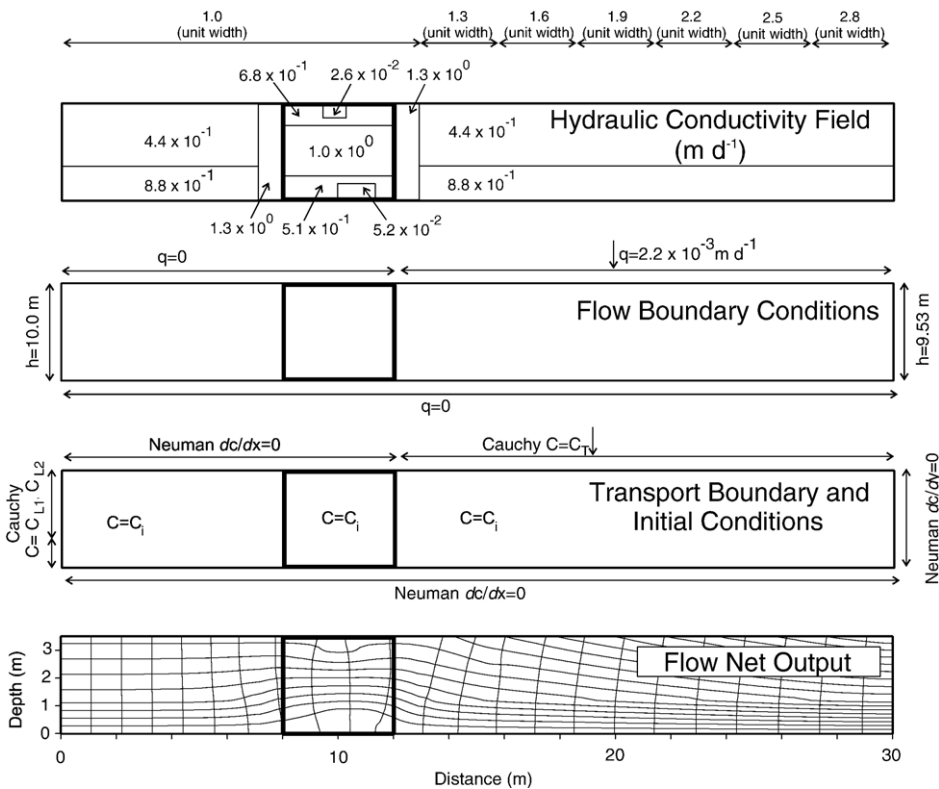 1.0 1.3 1.6 1.9 2.2 2.5 2.8
(unit width) (unit width) (unit width) (unit width) (unit width) (unit width) (unit width)
6.8 x 10⁻¹ 2.6 x 10⁻² 1.3 x 10⁰
4.4 x 10⁻¹ 1.0 x 10⁰ 4.4 x 10⁻¹ Hydraulic Conductivity Field
(m d⁻¹)
8.8 x 10⁻¹ 8.8 x 10⁻¹
1.3 x 10⁰ 5.1 x 10⁻¹ 5.2 x 10⁻²
q=0 q=2.2 x 10⁻³ m d⁻¹
h=10.0 m Flow Boundary Conditions h=9.53 m
q=0
Neuman dc/dx=0 Cauchy C=C_T
Cauchy
C= C_L1, C_L2
C=C_i C=C_i C=C_i Transport Boundary and
Initial Conditions
Neuman dc/dy=0
Neuman dc/dx=0
Depth (m)
3
2
1
0
Flow Net Output
0 10 20 30
Distance (m)